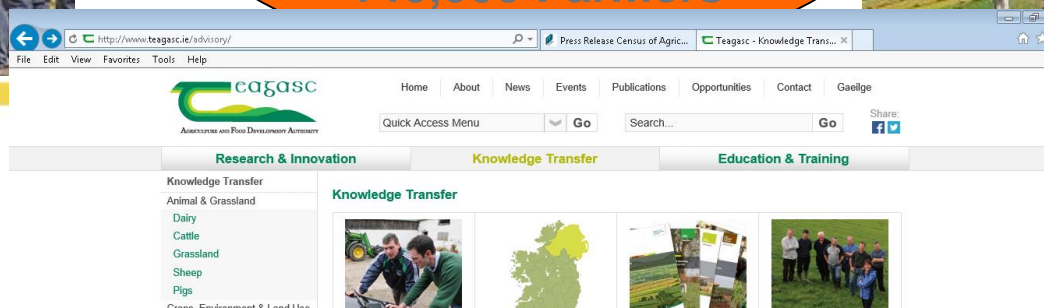 http://www.teagasc.ie/advisory/
Press Release Census of Agric...
Teagasc - Knowledge Trans...
File Edit View Favorites Tools Help
eagasc
Agriculture and Food Development Authority
Home About News Events Publications Opportunities Contact Gaeilge
Quick Access Menu Go Search... Go Share:
Research & Innovation Knowledge Transfer Education & Training
Knowledge Transfer
Animal & Grassland
Dairy
Cattle
Grassland
Sheep
Pigs
Crops, Environment & Land Use
Knowledge Transfer